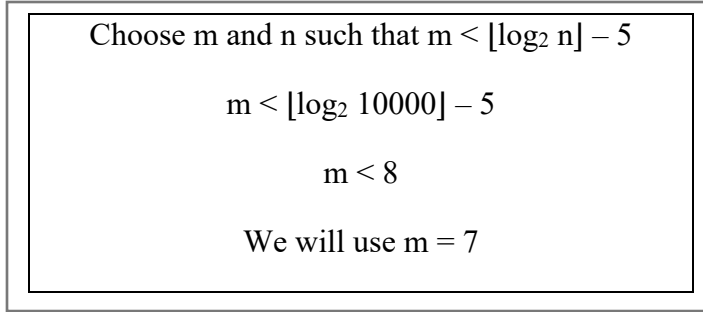 Choose m and n such that m < ⌊log₂ n⌋ – 5
m < ⌊log₂ 10000⌋ – 5
m < 8
We will use m = 7